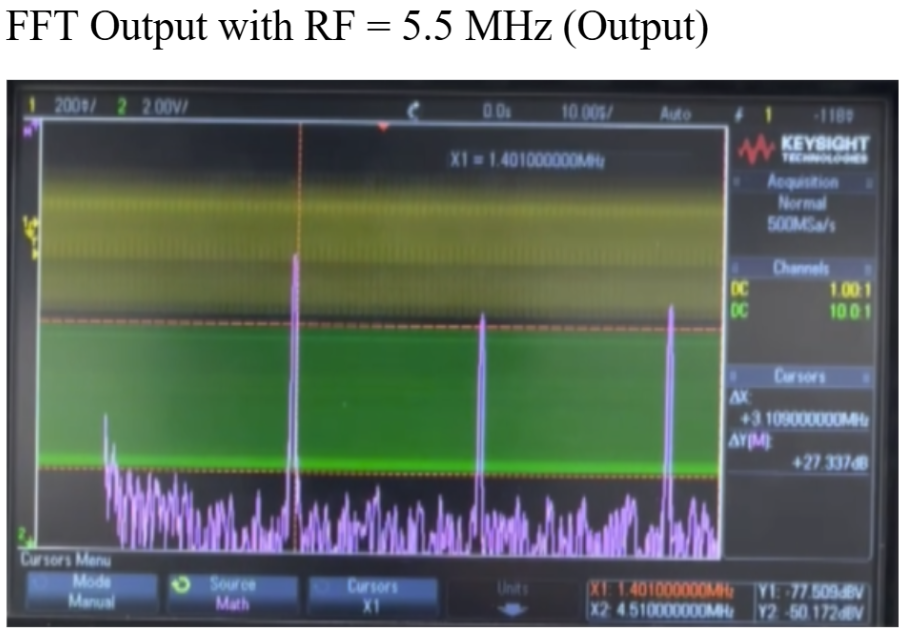 FFT Output with RF = 5.5 MHz (Output)
1 200♉/ 2 2.00V/ 0.0s 10.00♉/ Auto 1 -118♉
X1 = 1.401000000MHz
KEYSIGHT
TECHNOLOGIES
Acquisition
Normal
500MSa/s
Channels
DC 1.00:1
DC 10.0:1
Cursors
ΔX:
+3.109000000MHz
ΔY(M):
+27.337dB
2
Cursors Menu
Mode
Manual
Source
Math
Cursors
X1
Units
X1: 1.401000000MHz
X2: 4.510000000MHz
Y1: -77.509dBV
Y2: -50.172dBV